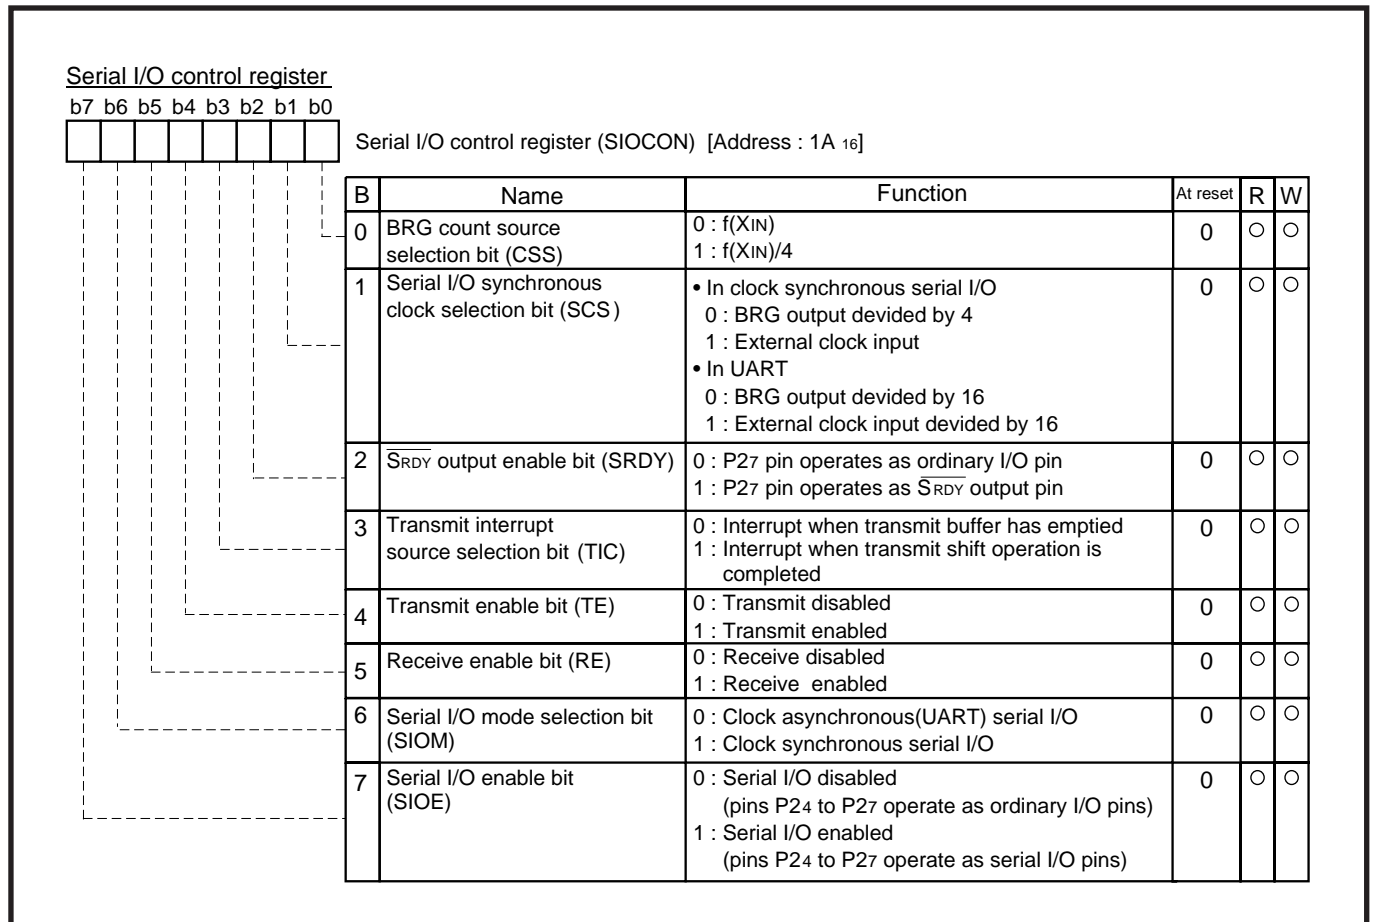 Serial I/O control register
b7 b6 b5 b4 b3 b2 b1 b0
Serial I/O control register (SIOCON) [Address : 1A 16]
B Name Function At reset R W
0 BRG count source selection bit (CSS) 0 : f(XIN) 0 ○ ○
1 : f(XIN)/4
1 Serial I/O synchronous clock selection bit (SCS) • In clock synchronous serial I/O 0 ○ ○
0 : BRG output devided by 4
1 : External clock input
• In UART
0 : BRG output devided by 16
1 : External clock input devided by 16
2 SRDY output enable bit (SRDY) 0 : P27 pin operates as ordinary I/O pin 0 ○ ○
1 : P27 pin operates as SRDY output pin
3 Transmit interrupt source selection bit (TIC) 0 : Interrupt when transmit buffer has emptied 0 ○ ○
1 : Interrupt when transmit shift operation is
completed
4 Transmit enable bit (TE) 0 : Transmit disabled 0 ○ ○
1 : Transmit enabled
5 Receive enable bit (RE) 0 : Receive disabled 0 ○ ○
1 : Receive enabled
6 Serial I/O mode selection bit (SIOM) 0 : Clock asynchronous(UART) serial I/O 0 ○ ○
1 : Clock synchronous serial I/O
7 Serial I/O enable bit (SIOE) 0 : Serial I/O disabled 0 ○ ○
(pins P24 to P27 operate as ordinary I/O pins)
1 : Serial I/O enabled
(pins P24 to P27 operate as serial I/O pins)